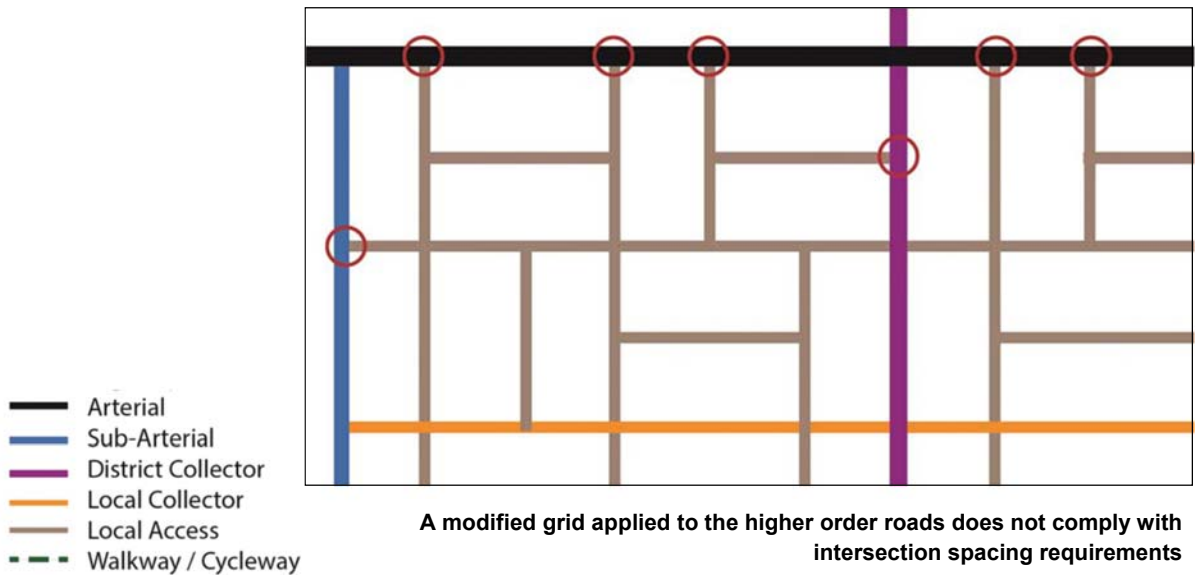 Arterial
Sub-Arterial
District Collector
Local Collector
Local Access
Walkway / Cycleway
A modified grid applied to the higher order roads does not comply with
intersection spacing requirements